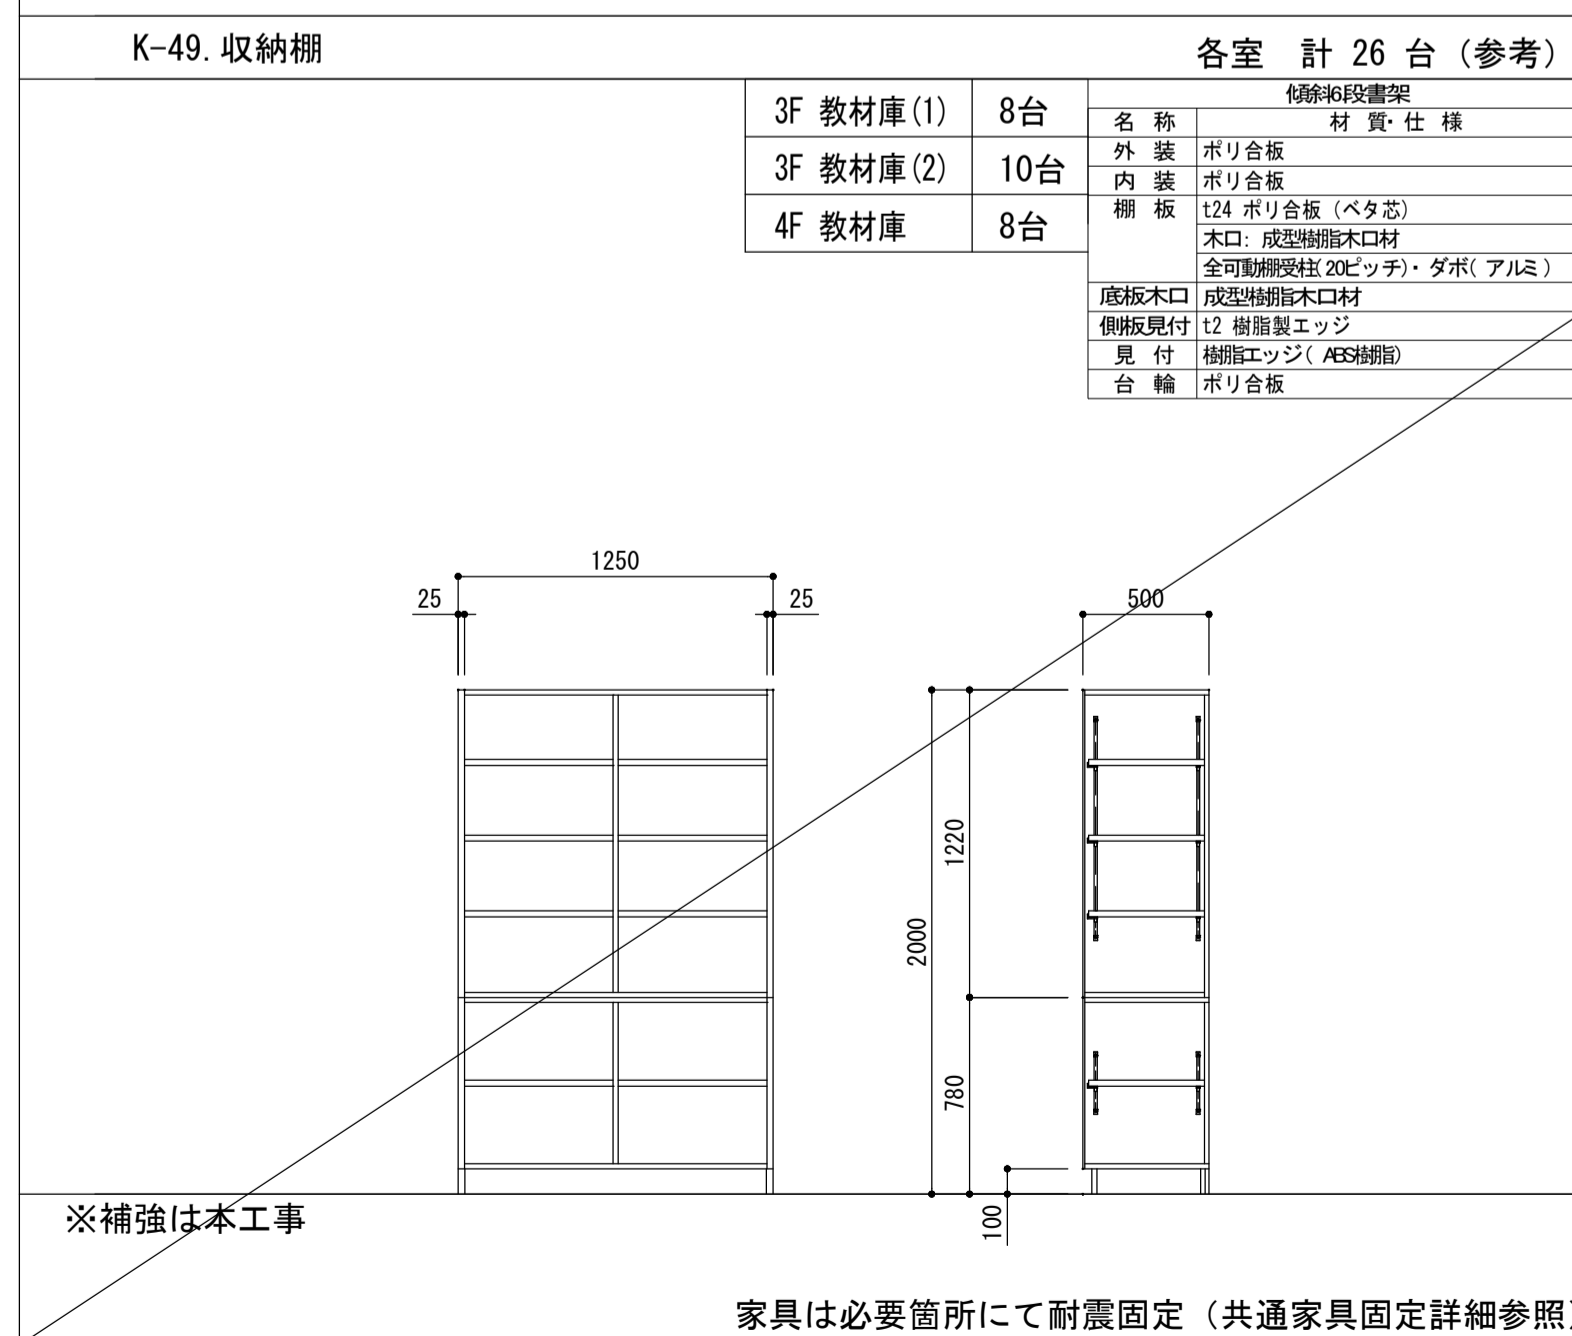 K-49. 収納棚
各室 計 26 台（参考）
3F 教材庫(1) 8台
3F 教材庫(2) 10台
4F 教材庫 8台
傾斜6段書架
名 称 材 質・仕 様
外 装 ポリ合板
内 装 ポリ合板
棚 板 t24 ポリ合板（ベタ芯）
木口: 成型樹脂木口材
全可動棚受柱(20ピッチ)・ダボ(アルミ)
底板木口 成型樹脂木口材
側板見付 t2 樹脂製エッジ
見 付 樹脂エッジ(ABS樹脂)
台 輪 ポリ合板
1250
25
25
500
1220
2000
780
100
※補強は本工事
家具は必要箇所にて耐震固定（共通家具固定詳細参照）